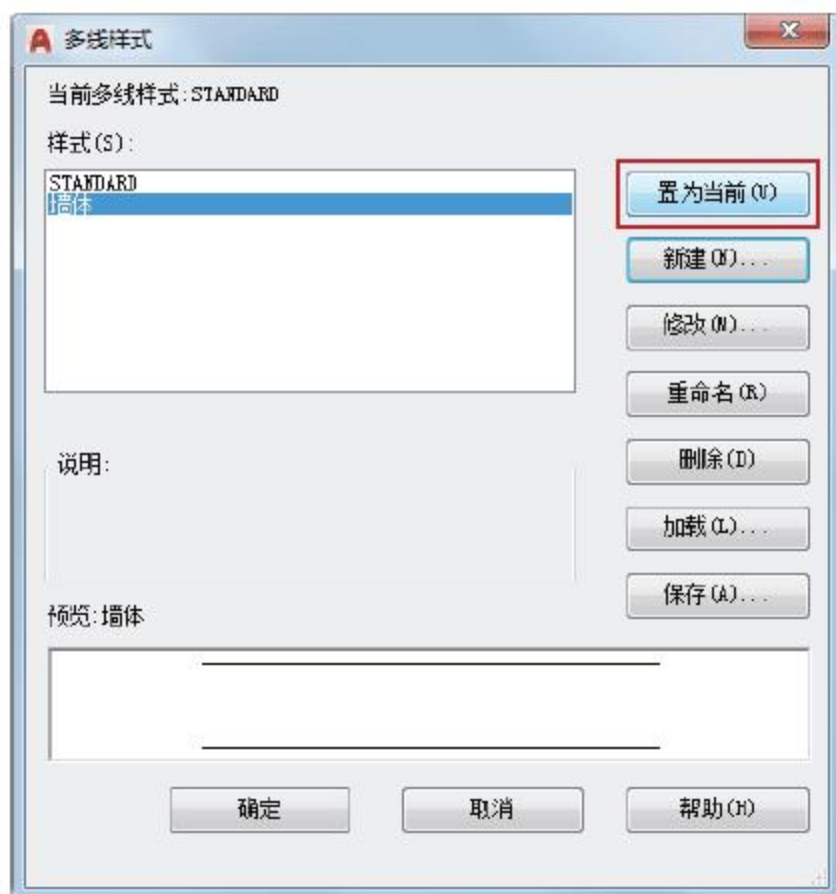 多线样式
当前多线样式:STANDARD
样式(S):
STANDARD
墙体
置为当前(U)
新建(N)...
修改(M)...
重命名(R)
删除(D)
加载(L)...
保存(A)...
说明:
预览:墙体
确定
取消
帮助(H)